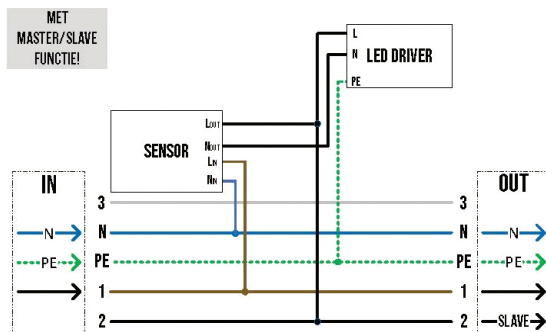 MET
MASTER/SLAVE
FUNCTIE!
L
N
LED DRIVER
PE
LOUT
NOUT
SENSOR
LIN
NIN
IN
OUT
3
3
N
N
N
N
PE
PE
PE
PE
1
1
2
2
SLAVE